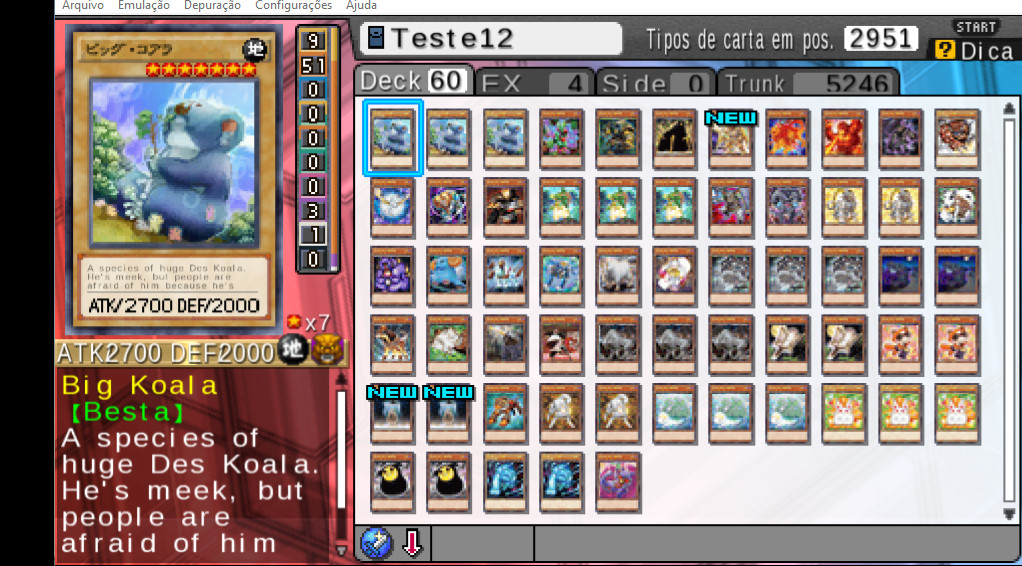 Arquivo Emulação Depuração Configurações Ajuda
ビッグ・コアラ 地
A species of huge Des Koala.
He's meek, but people are
afraid of him because he's
ATK/2700 DEF/2000
x7
ATK2700 DEF2000 地
Big Koala
【Besta】
A species of
huge Des Koala.
He's meek, but
people are
afraid of him
9
51
0
0
0
0
0
3
1
0
Teste12
Tipos de carta em pos. 2951
START
? Dica
Deck 60 EX 4 Side 0 Trunk 5246
NEW
NEW NEW